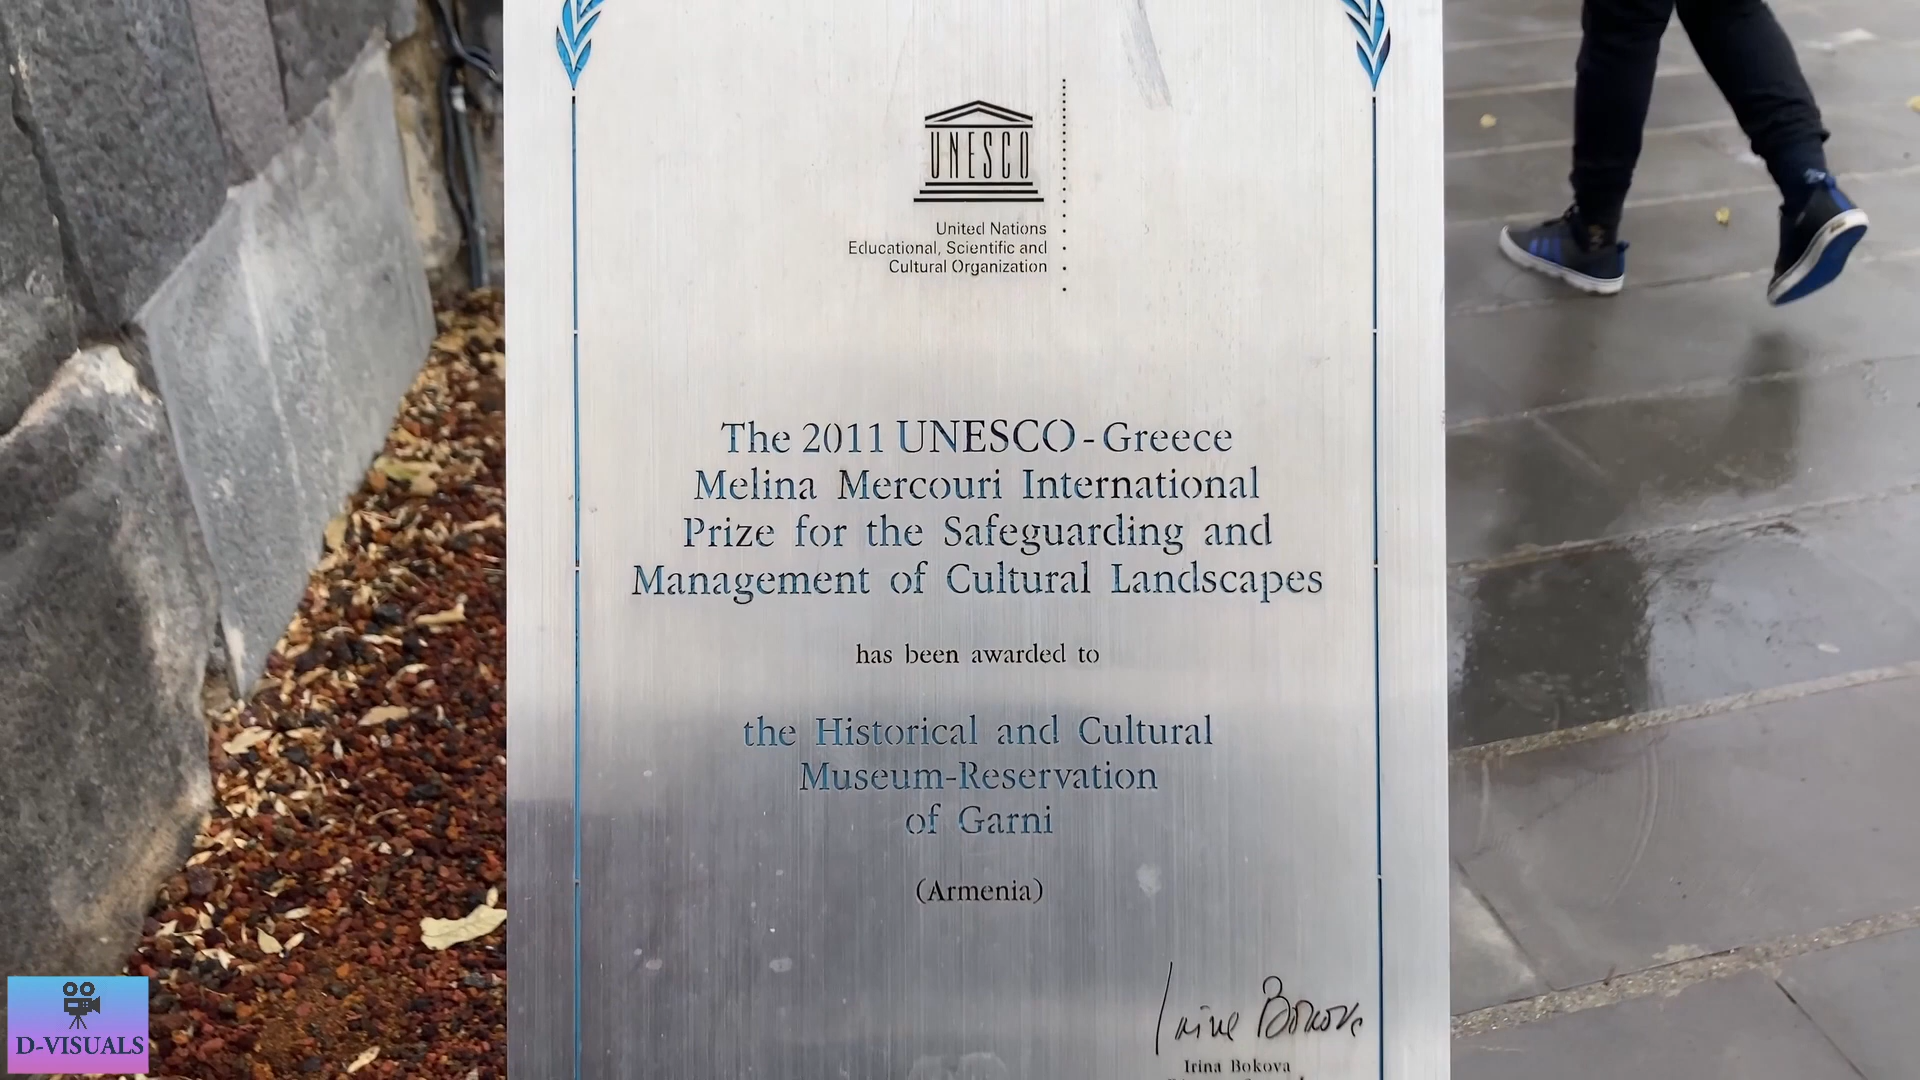 UNESCO
United Nations
Educational, Scientific and
Cultural Organization
The 2011 UNESCO-Greece
Melina Mercouri International
Prize for the Safeguarding and
Management of Cultural Landscapes
has been awarded to
the Historical and Cultural
Museum-Reservation
of Garni
(Armenia)
Irina Bokova
Irina Bokova
D-VISUALS